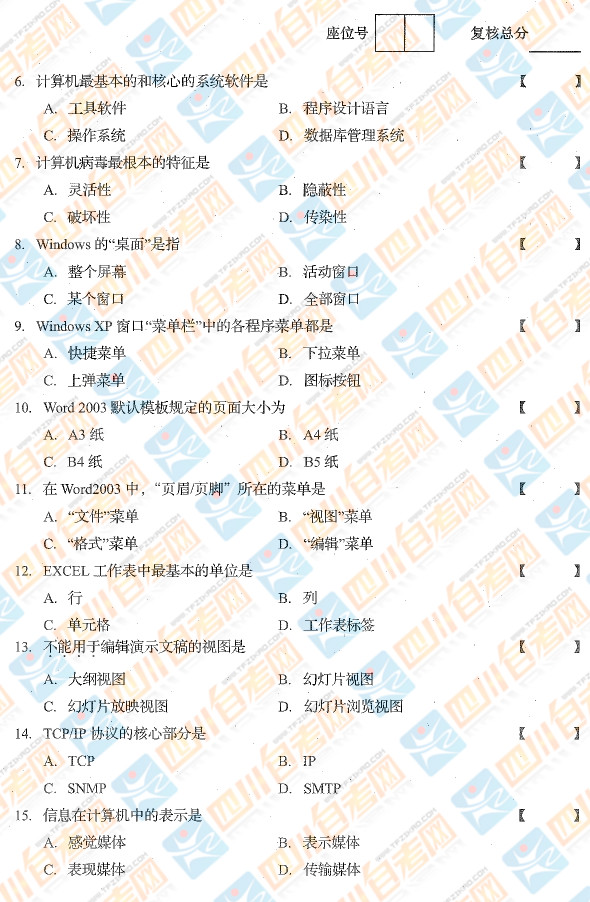 座位号 复核总分
6. 计算机最基本的和核心的系统软件是 【 】
A. 工具软件 B. 程序设计语言
C. 操作系统 D. 数据库管理系统
7. 计算机病毒最根本的特征是 【 】
A. 灵活性 B. 隐蔽性
C. 破坏性 D. 传染性
8. Windows 的“桌面”是指 【 】
A. 整个屏幕 B. 活动窗口
C. 某个窗口 D. 全部窗口
9. Windows XP 窗口“菜单栏”中的各程序菜单都是 【 】
A. 快捷菜单 B. 下拉菜单
C. 上弹菜单 D. 图标按钮
10. Word 2003 默认模板规定的页面大小为 【 】
A. A3 纸 B. A4 纸
C. B4 纸 D. B5 纸
11. 在 Word2003 中，“页眉/页脚”所在的菜单是 【 】
A. “文件”菜单 B. “视图”菜单
C. “格式”菜单 D. “编辑”菜单
12. EXCEL 工作表中最基本的单位是 【 】
A. 行 B. 列
C. 单元格 D. 工作表标签
13. 不能用于编辑演示文稿的视图是 【 】
A. 大纲视图 B. 幻灯片视图
C. 幻灯片放映视图 D. 幻灯片浏览视图
14. TCP/IP 协议的核心部分是 【 】
A. TCP B. IP
C. SNMP D. SMTP
15. 信息在计算机中的表示是 【 】
A. 感觉媒体 B. 表示媒体
C. 表现媒体 D. 传输媒体